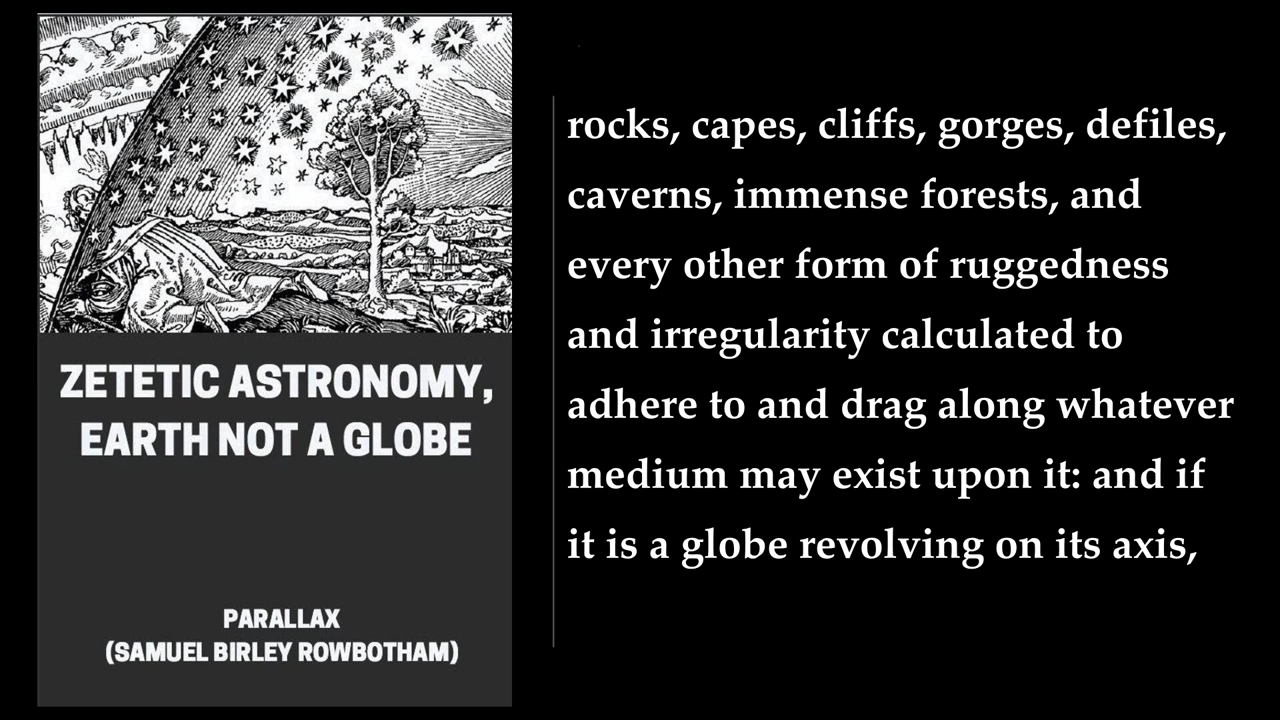 ZETETIC ASTRONOMY,
EARTH NOT A GLOBE
PARALLAX
(SAMUEL BIRLEY ROWBOTHAM)
rocks, capes, cliffs, gorges, defiles,
caverns, immense forests, and
every other form of ruggedness
and irregularity calculated to
adhere to and drag along whatever
medium may exist upon it: and if
it is a globe revolving on its axis,